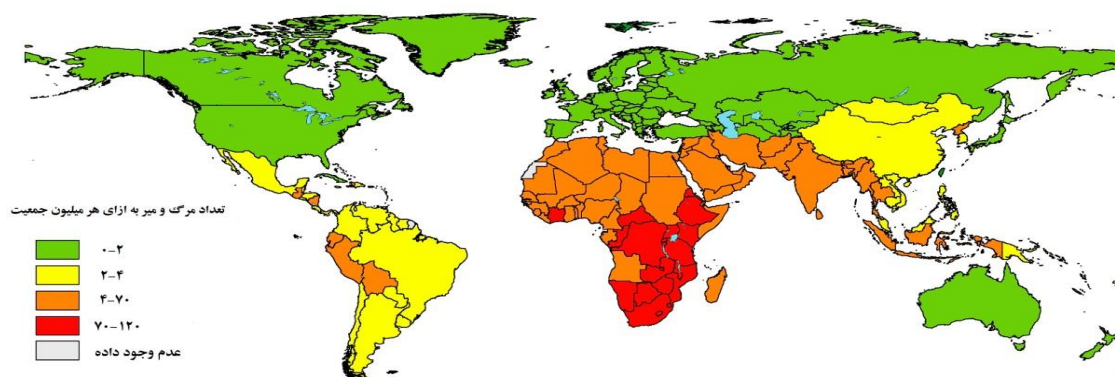 تعداد مرگ و میر به ازای هر میلیون جمعیت
۰-۲
۲-۴
۴-۷۰
۷۰-۱۲۰
عدم وجود داده